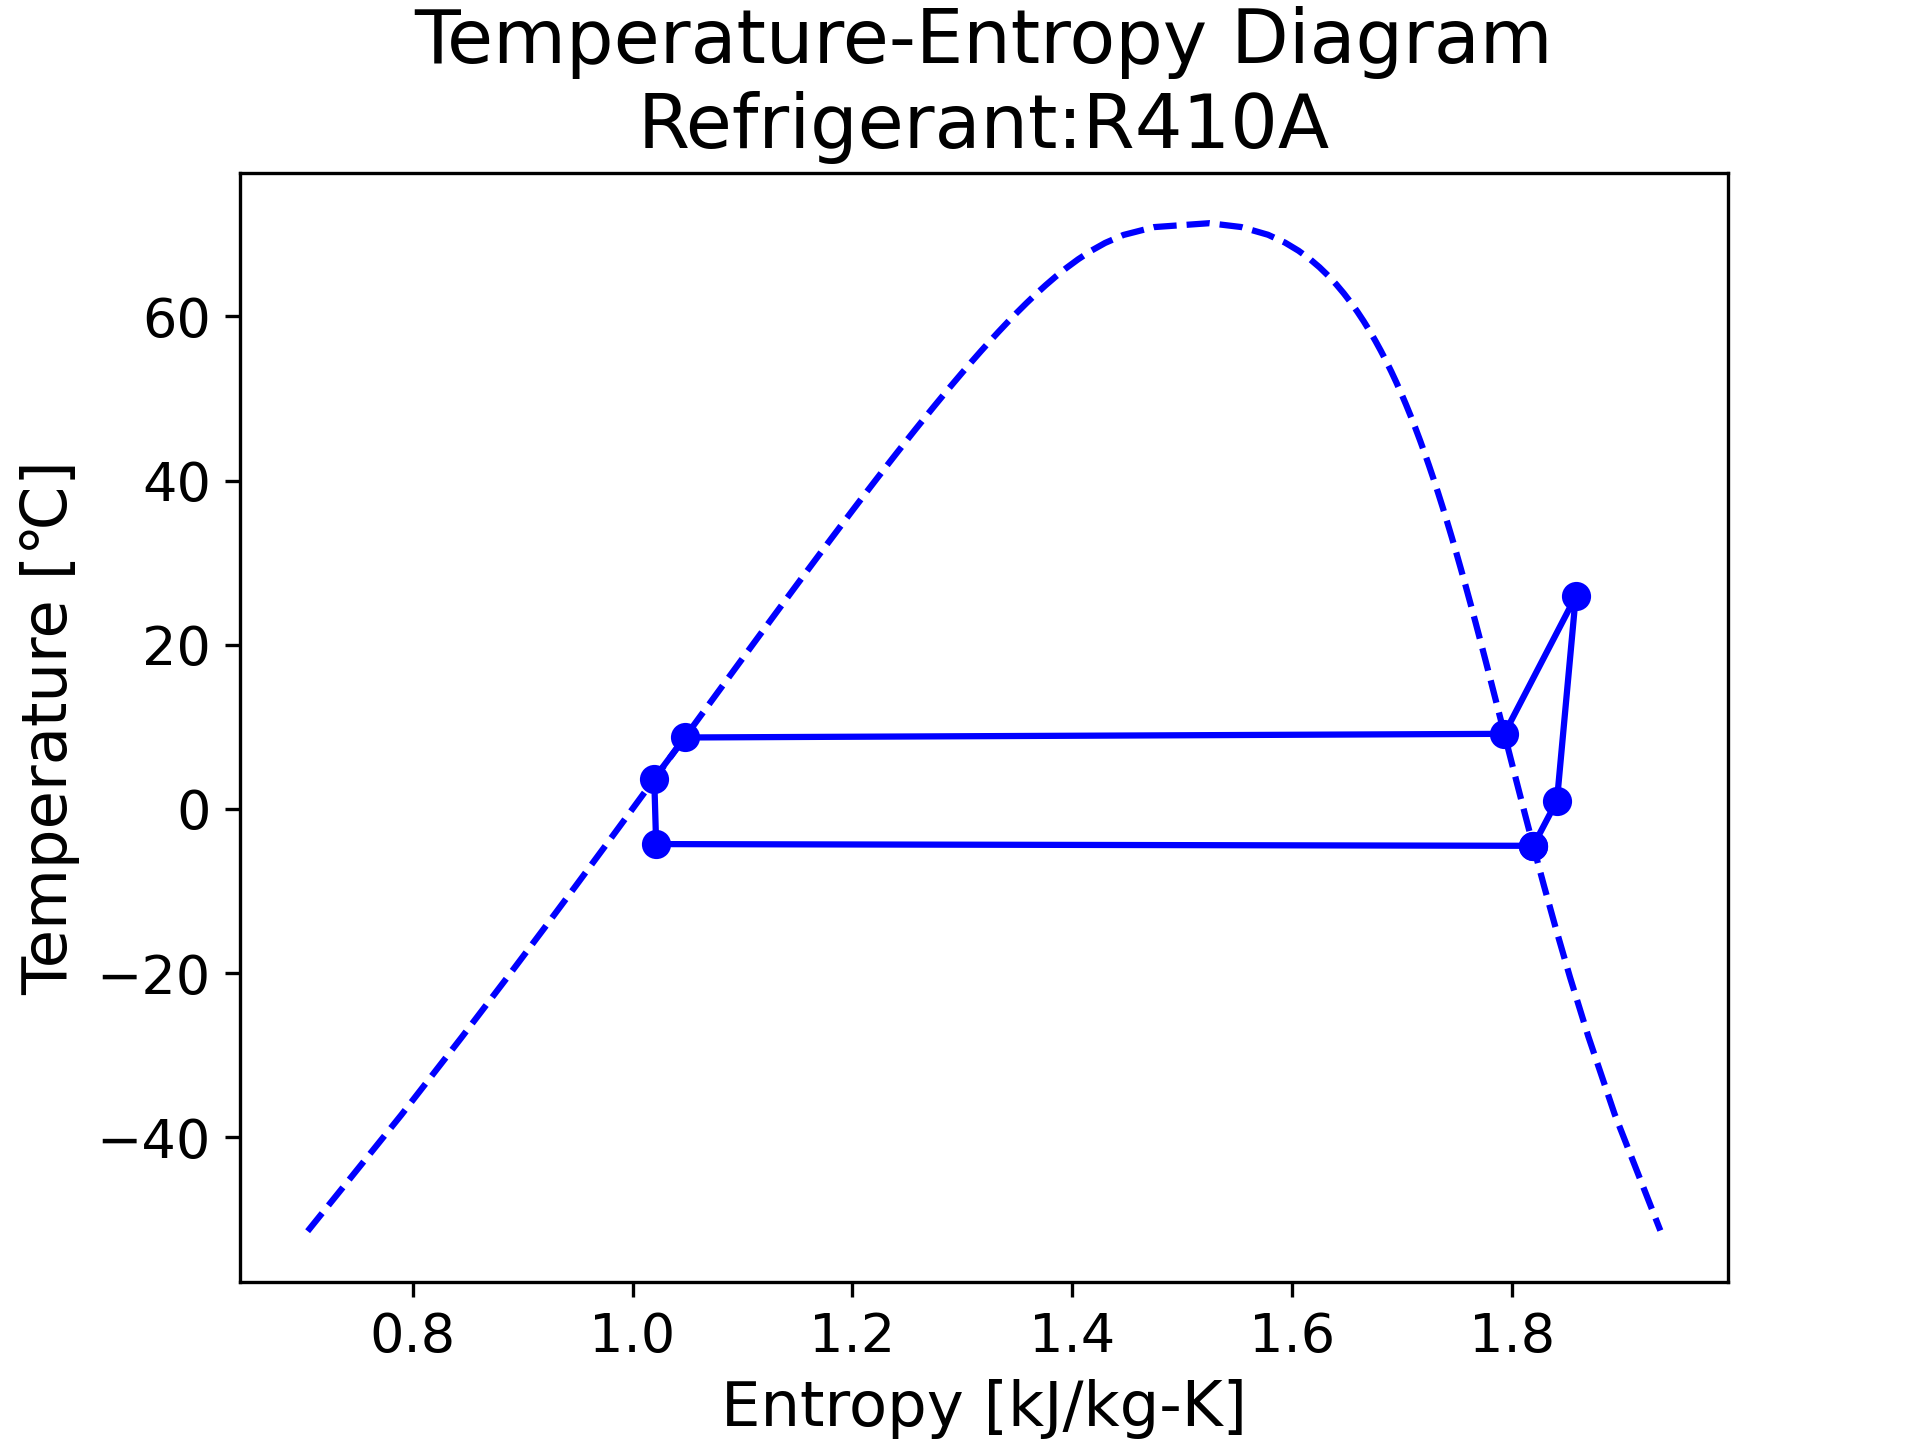 Temperature-Entropy Diagram
Refrigerant:R410A
Temperature [°C]
60
40
20
0
−20
−40
0.8 1.0 1.2 1.4 1.6 1.8
Entropy [kJ/kg-K]